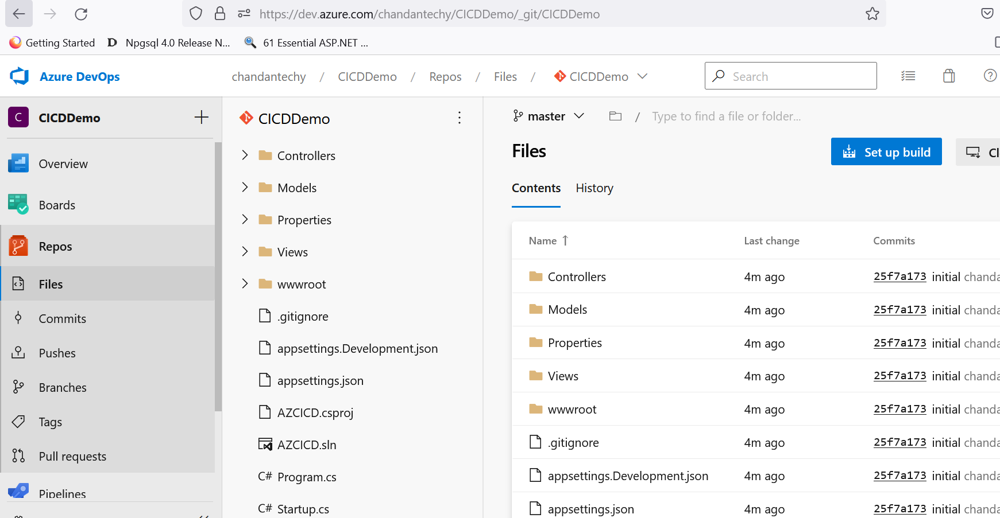 https://dev.azure.com/chandantechy/CICDDemo/_git/CICDDemo
Getting Started
Npgsql 4.0 Release N...
61 Essential ASP.NET ...
Azure DevOps
chandantechy / CICDDemo / Repos / Files / CICDDemo
Search
C CICDDemo
Overview
Boards
Repos
Files
Commits
Pushes
Branches
Tags
Pull requests
Pipelines
CICDDemo
Controllers
Models
Properties
Views
wwwroot
.gitignore
appsettings.Development.json
appsettings.json
AZCICD.csproj
AZCICD.sln
C# Program.cs
C# Startup.cs
master / Type to find a file or folder...
Files
Set up build
Cl
Contents History
Name ↑ Last change Commits
Controllers 4m ago 25f7a173 initial chanda
Models 4m ago 25f7a173 initial chanda
Properties 4m ago 25f7a173 initial chanda
Views 4m ago 25f7a173 initial chanda
wwwroot 4m ago 25f7a173 initial chanda
.gitignore 4m ago 25f7a173 initial chanda
appsettings.Development.json 4m ago 25f7a173 initial chanda
appsettings.json 4m ago 25f7a173 initial chanda